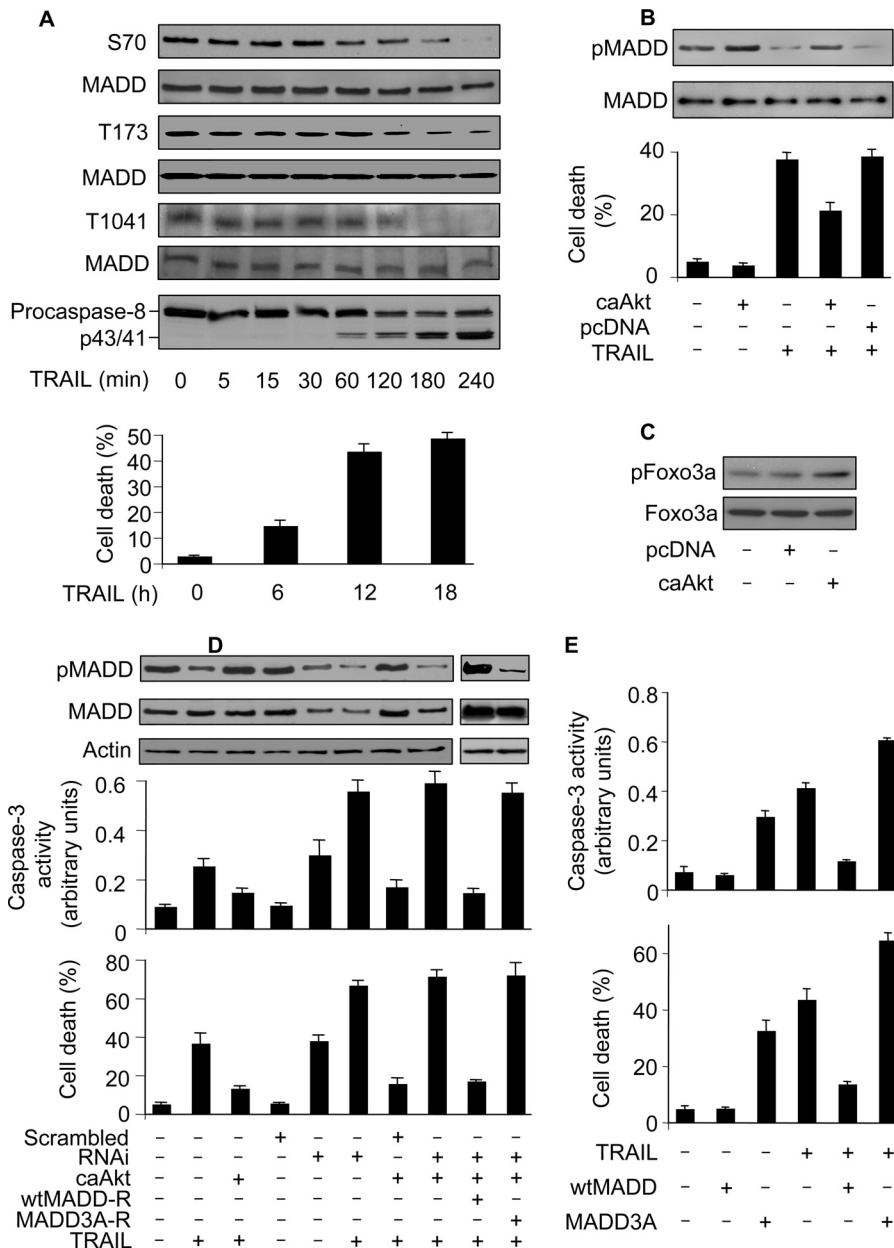 A
S70
MADD
T173
MADD
T1041
MADD
Procaspase-8
p43/41
TRAIL (min) 0 5 15 30 60 120 180 240
Cell death (%)
50
40
30
20
10
0
TRAIL (h) 0 6 12 18
B
pMADD
MADD
Cell death
(%)
40
20
0
caAkt – + – + –
pcDNA – – – – +
TRAIL – – + + +
C
pFoxo3a
Foxo3a
pcDNA – + –
caAkt – – +
D
pMADD
MADD
Actin
Caspase-3
activity
(arbitrary units)
0.6
0.4
0.2
0
Cell death (%)
80
60
40
20
0
Scrambled – – – + – – + – – –
RNAi – – – – + + – + + +
caAkt – – + – – – + + + +
wtMADD-R – – – – – – – – + –
MADD3A-R – – – – – – – – – +
TRAIL – + + – – + + + + +
E
Caspase-3 activity
(arbitrary units)
0.8
0.6
0.4
0.2
0
Cell death (%)
60
40
20
0
TRAIL – – – + + +
wtMADD – + – – + –
MADD3A – – + – – +